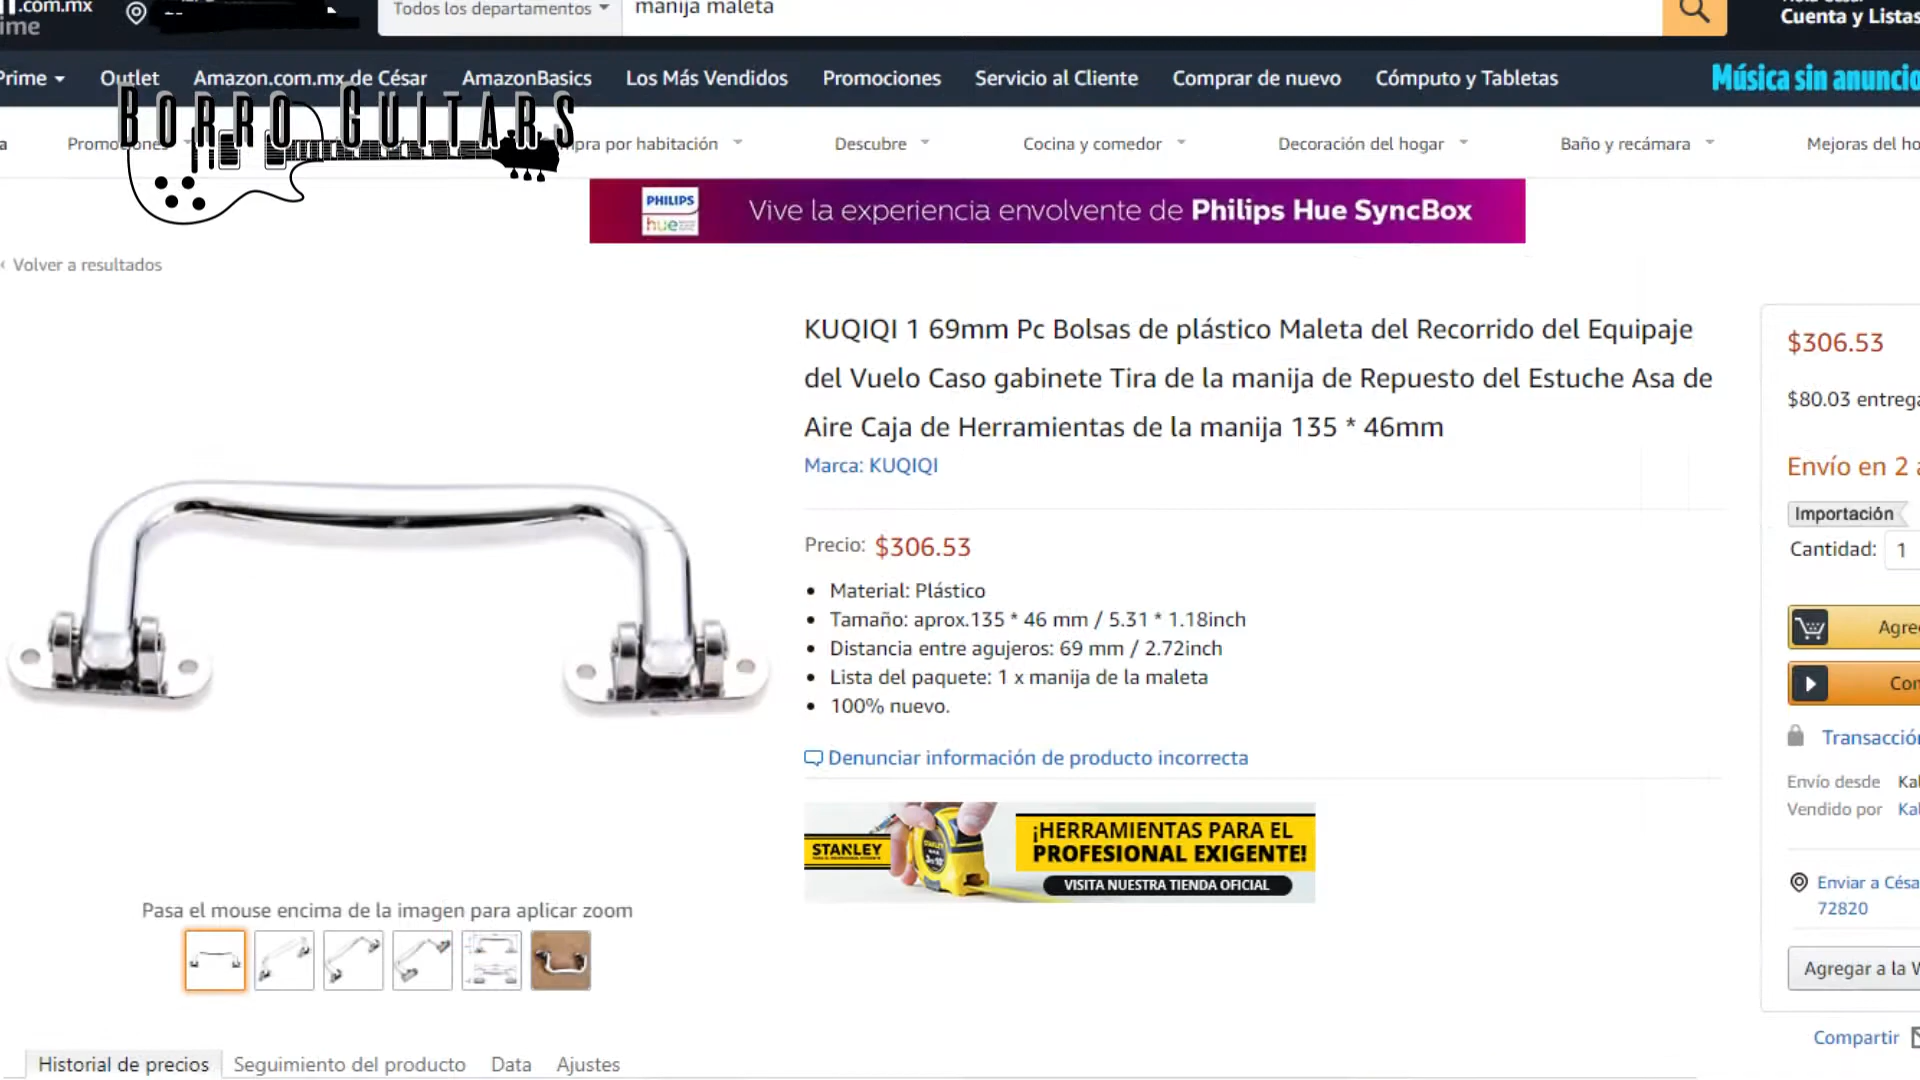 .com.mx
Todos los departamentos
manija maleta
Cuenta y Listas
Prime
Outlet
Amazon.com.mx de César
AmazonBasics
Los Más Vendidos
Promociones
Servicio al Cliente
Comprar de nuevo
Cómputo y Tabletas
Música sin anuncio
BORRO GUITARS
Promociones
mpra por habitación
Descubre
Cocina y comedor
Decoración del hogar
Baño y recámara
Mejoras del ho
PHILIPS
hue
Vive la experiencia envolvente de Philips Hue SyncBox
‹ Volver a resultados
KUQIQI 1 69mm Pc Bolsas de plástico Maleta del Recorrido del Equipaje
del Vuelo Caso gabinete Tira de la manija de Repuesto del Estuche Asa de
Aire Caja de Herramientas de la manija 135 * 46mm
Marca: KUQIQI
Precio: $306.53
• Material: Plástico
• Tamaño: aprox.135 * 46 mm / 5.31 * 1.18inch
• Distancia entre agujeros: 69 mm / 2.72inch
• Lista del paquete: 1 x manija de la maleta
• 100% nuevo.
Denunciar información de producto incorrecta
STANLEY
¡HERRAMIENTAS PARA EL
PROFESIONAL EXIGENTE!
VISITA NUESTRA TIENDA OFICIAL
$306.53
$80.03 entrega
Envío en 2 a
Importación
Cantidad: 1
Agre
Con
Transacción
Envío desde Kal
Vendido por Kal
Enviar a Césa
72820
Agregar a la W
Compartir
Pasa el mouse encima de la imagen para aplicar zoom
Historial de precios
Seguimiento del producto
Data
Ajustes